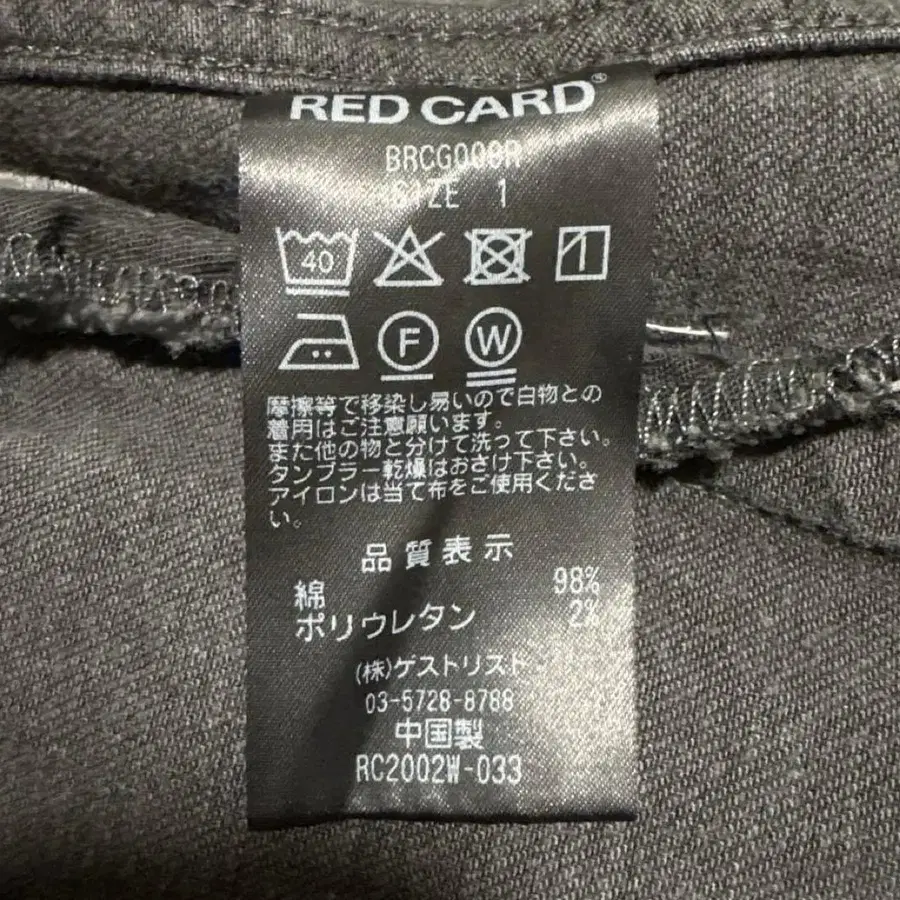 RED CARD®
SIZE 1
40 1
F W
摩擦等で移染し易いので白物との
着用はご注意願います。
また他の物と分けて洗って下さい。
タンブラー乾燥はおさけ下さい。
アイロンは当て布をご使用くださ
い。
品質表示
綿 98%
ポリウレタン 2%
(株)ゲストリスト
03-5728-8788
中国製
RC2002W-033